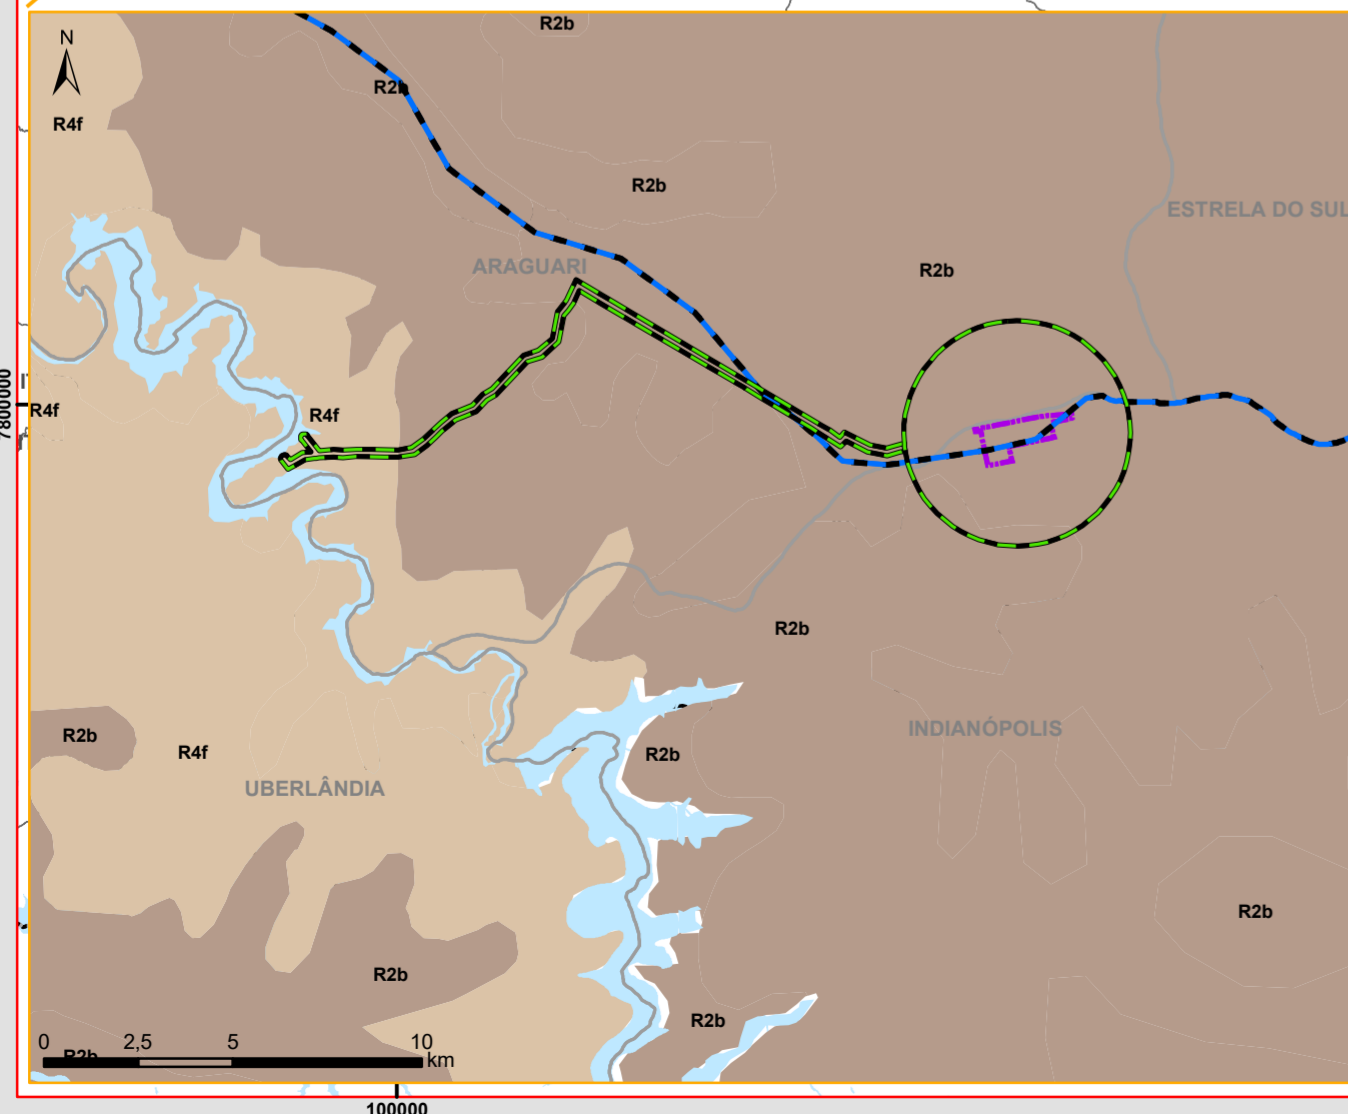 R2b
N
R2b
R4f
R2b
ESTRELA DO SUL
ARAGUARI
R2b
7800000
R4f
R4f
R2b
INDIANÓPOLIS
R2b
R4f
R2b
UBERLÂNDIA
R2b
R2b
R2b
0 2,5 5 10
km
R2b
100000